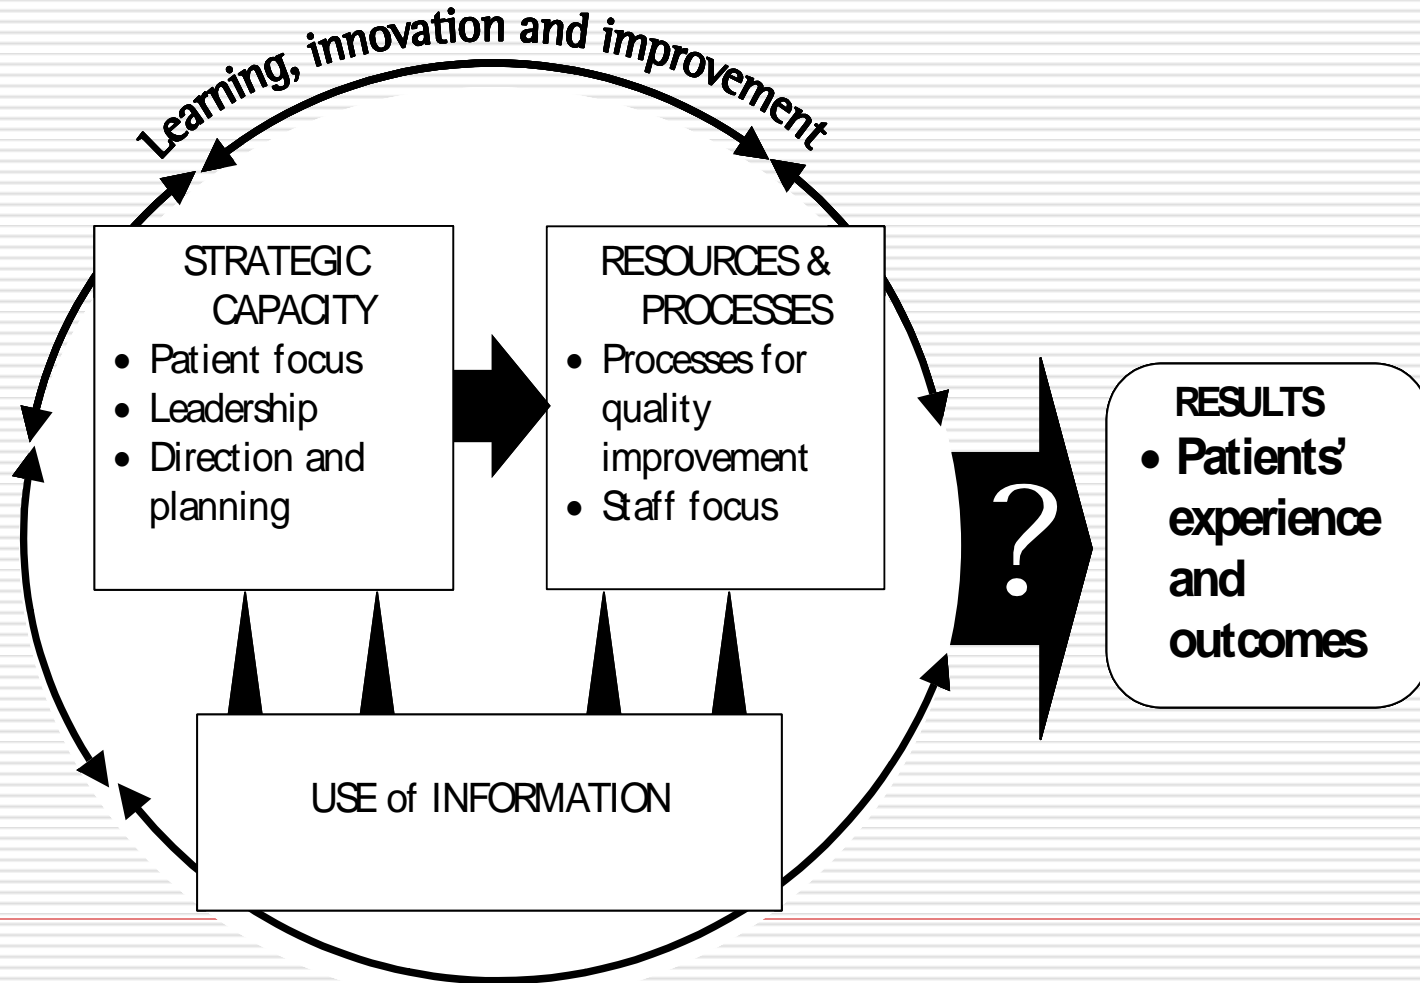 Learning, innovation and improvement
STRATEGIC
CAPACITY
• Patient focus
• Leadership
• Direction and
planning
RESOURCES &
PROCESSES
• Processes for
quality
improvement
• Staff focus
?
RESULTS
• Patients'
experience
and
outcomes
USE of INFORMATION